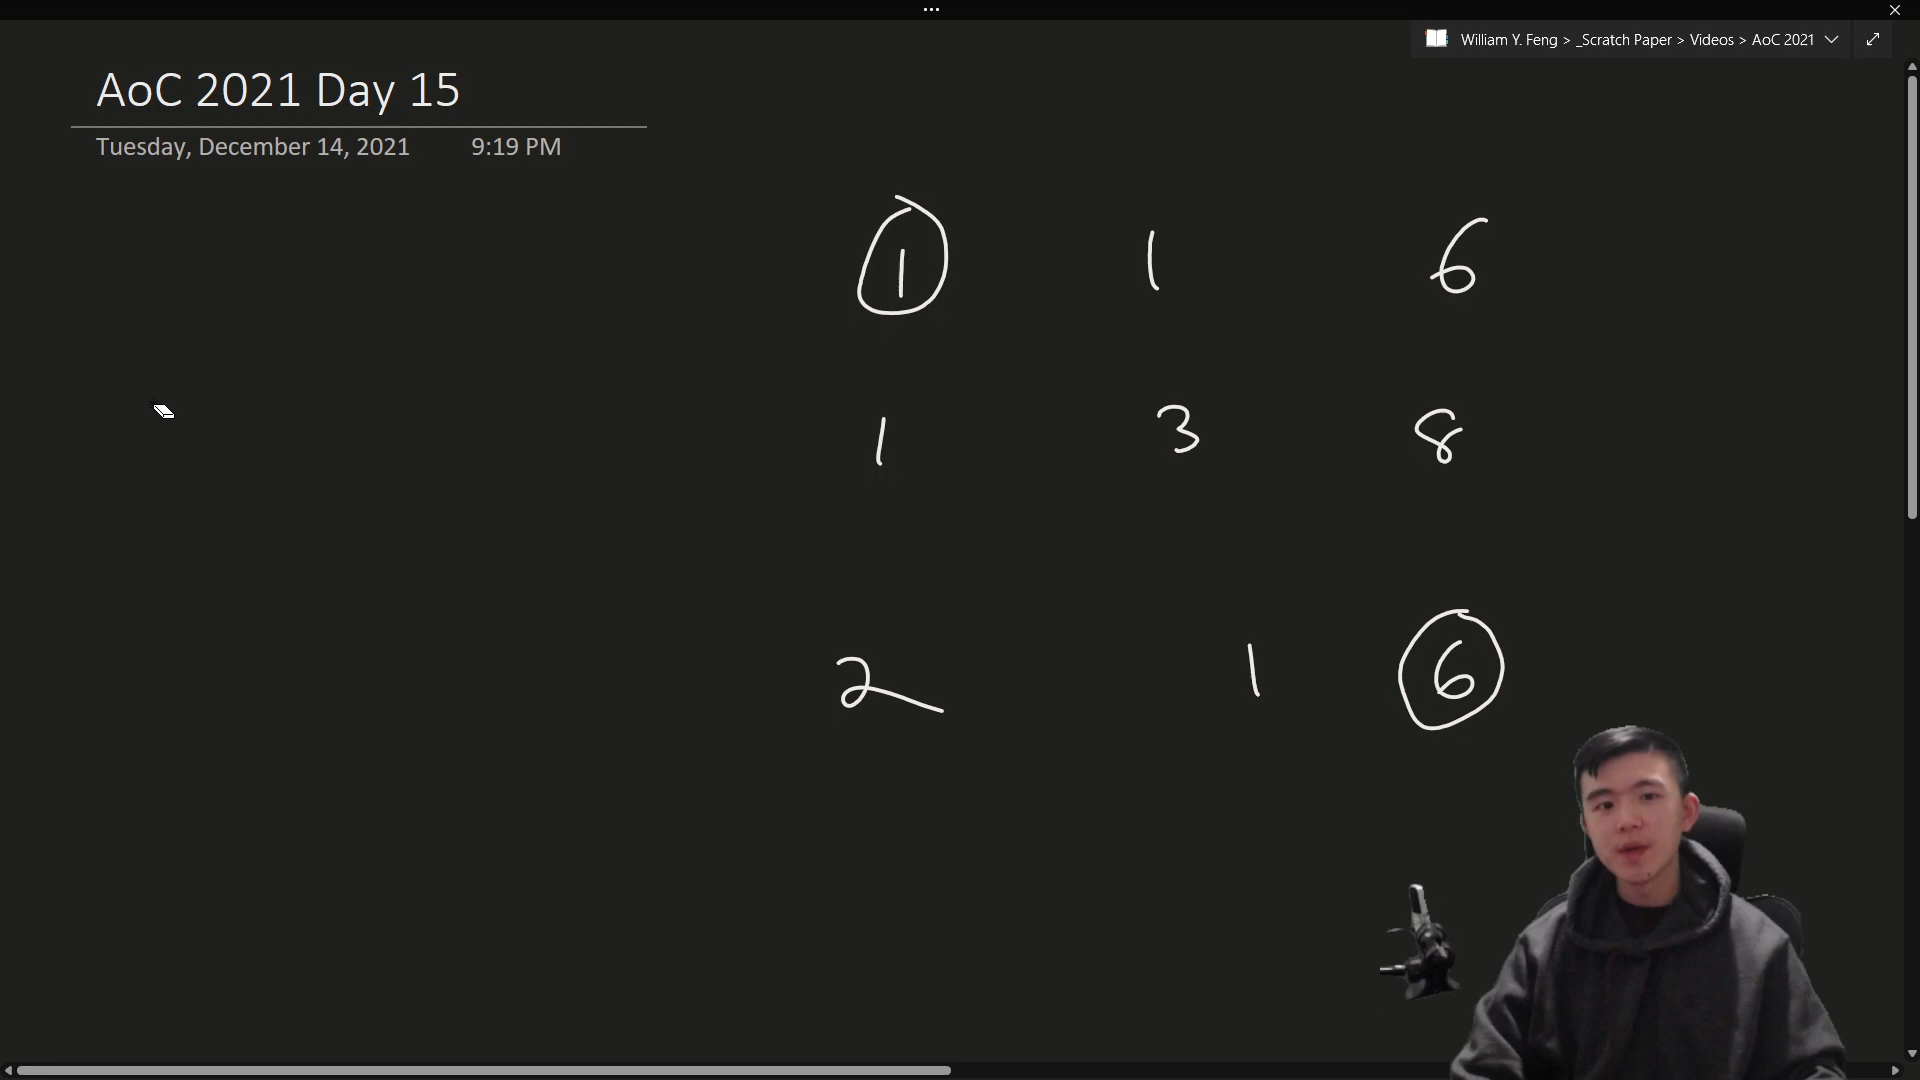 William Y. Feng > _Scratch Paper > Videos > AoC 2021
AoC 2021 Day 15
Tuesday, December 14, 2021 9:19 PM
1 1 6
1 3 8
2 1 6